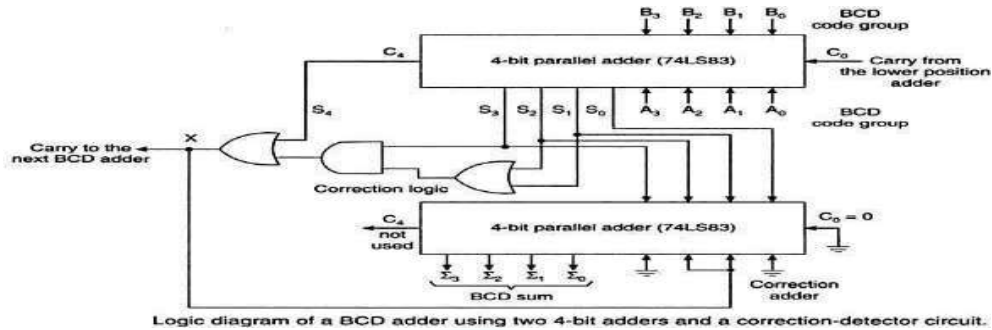 B₃ B₂ B₁ B₀ BCD
code group
C₄
4-bit parallel adder (74LS83)
C₀
Carry from
the lower position
adder
S₄ S₃ S₂ S₁ S₀ A₃ A₂ A₁ A₀ BCD
code group
X
Carry to the
next BCD adder
Correction logic
C₄
not
used
4-bit parallel adder (74LS83)
C₀ = 0
Σ₃ Σ₂ Σ₁ Σ₀
BCD sum
Correction
adder
Logic diagram of a BCD adder using two 4-bit adders and a correction-detector circuit.